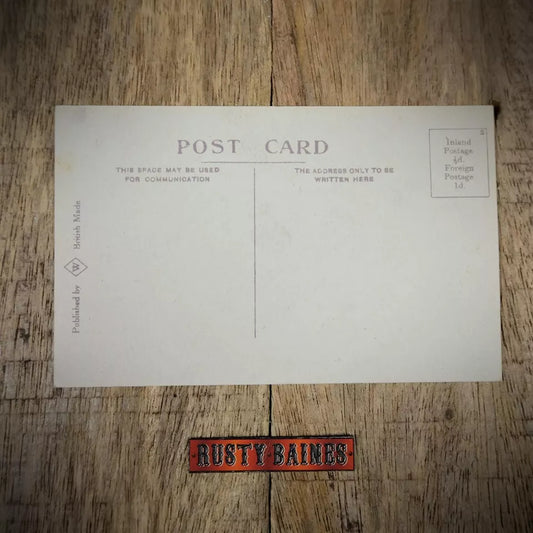 POST CARD
THIS SPACE MAY BE USED
FOR COMMUNICATION
THE ADDRESS ONLY TO BE
WRITTEN HERE
Inland
Postage
½d.
Foreign
Postage
1d.
Published by W British Made
RUSTY·BAINES